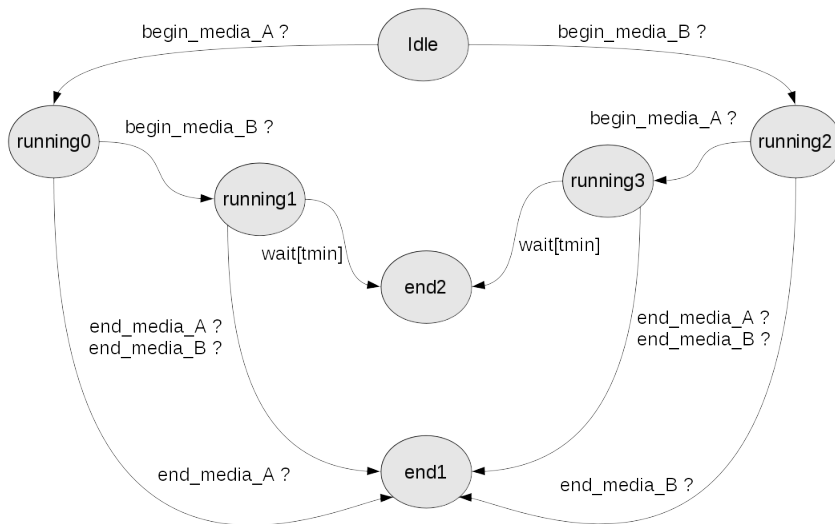 begin_media_A ?
Idle
begin_media_B ?
running0
begin_media_B ?
begin_media_A ?
running2
running1
running3
wait[tmin]
wait[tmin]
end2
end_media_A ?
end_media_B ?
end_media_A ?
end_media_B ?
end_media_A ?
end1
end_media_B ?